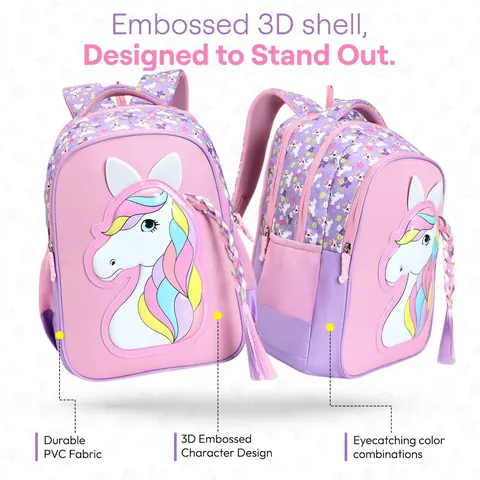 Embossed 3D shell,
Designed to Stand Out.
Durable
PVC Fabric
3D Embossed
Character Design
Eyecatching color
combinations